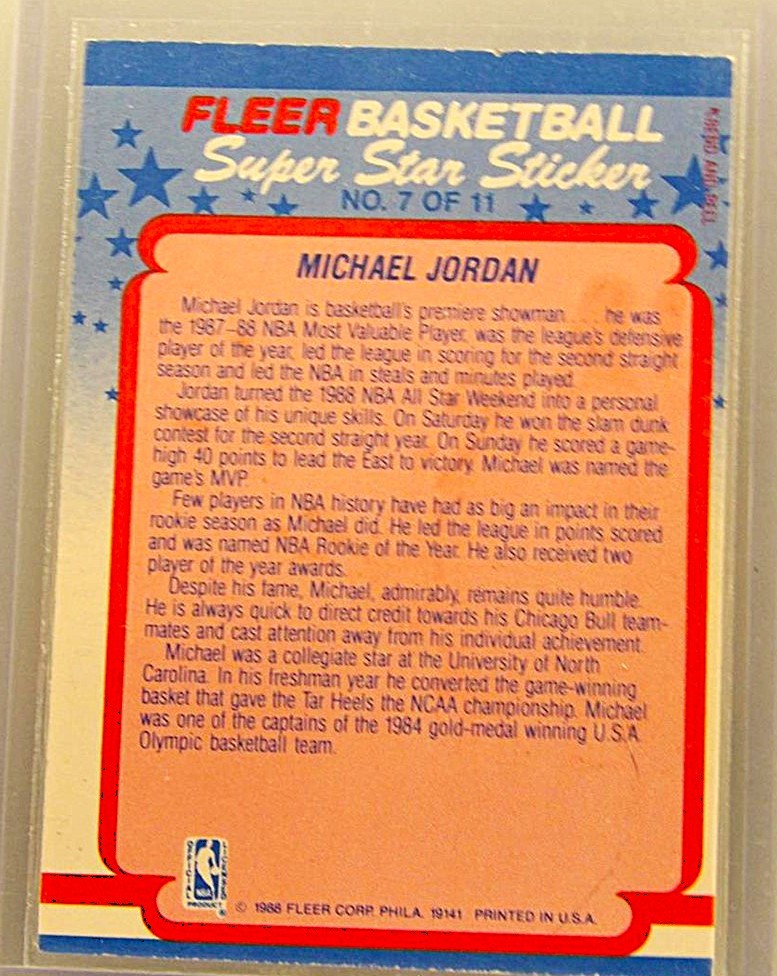 FLEER BASKETBALL
Super Star Sticker
NO. 7 OF 11
BEND AND PEEL
MICHAEL JORDAN
Michael Jordan is basketball's premiere showman . . . . he was
the 1987–88 NBA Most Valuable Player, was the league's defensive
player of the year, led the league in scoring for the second straight
season and led the NBA in steals and minutes played.
Jordan turned the 1988 NBA All Star Weekend into a personal
showcase of his unique skills. On Saturday he won the slam dunk
contest for the second straight year. On Sunday he scored a game-
high 40 points to lead the East to victory. Michael was named the
game's MVP.
Few players in NBA history have had as big an impact in their
rookie season as Michael did. He led the league in points scored
and was named NBA Rookie of the Year. He also received two
player of the year awards.
Despite his fame, Michael, admirably, remains quite humble.
He is always quick to direct credit towards his Chicago Bull team-
mates and cast attention away from his individual achievement.
Michael was a collegiate star at the University of North
Carolina. In his freshman year he converted the game-winning
basket that gave the Tar Heels the NCAA championship. Michael
was one of the captains of the 1984 gold-medal winning U.S.A.
Olympic basketball team.
OFFICIAL LICENSED
NBA
PRODUCT ®
© 1988 FLEER CORP. PHILA. 19141 PRINTED IN U.S.A.